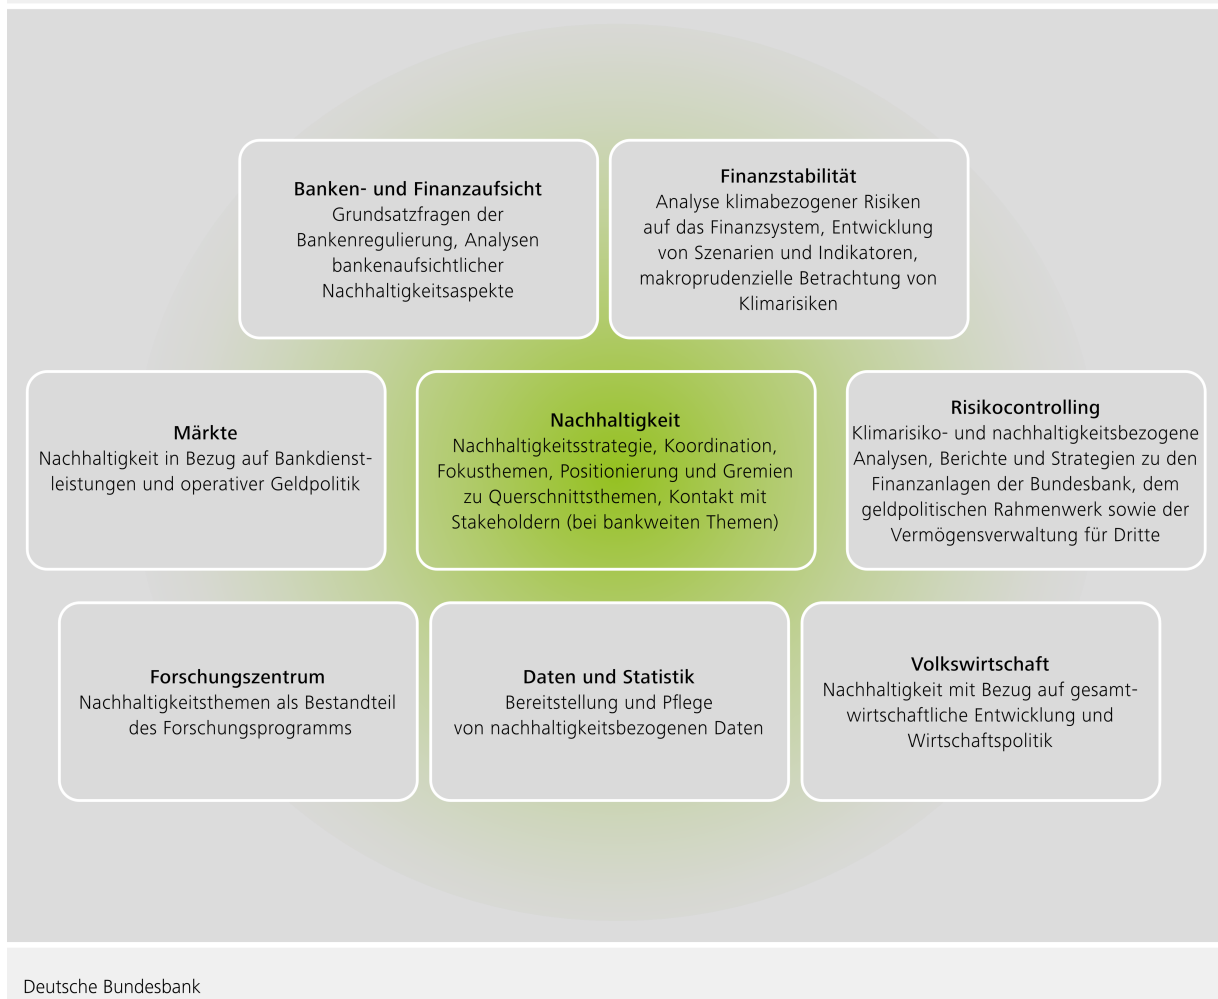 Banken- und Finanzaufsicht
Grundsatzfragen der
Bankenregulierung, Analysen
bankenaufsichtlicher
Nachhaltigkeitsaspekte
Finanzstabilität
Analyse klimabezogener Risiken
auf das Finanzsystem, Entwicklung
von Szenarien und Indikatoren,
makroprudenzielle Betrachtung von
Klimarisiken
Märkte
Nachhaltigkeit in Bezug auf Bankdienst-
leistungen und operativer Geldpolitik
Nachhaltigkeit
Nachhaltigkeitsstrategie, Koordination,
Fokusthemen, Positionierung und Gremien
zu Querschnittsthemen, Kontakt mit
Stakeholdern (bei bankweiten Themen)
Risikocontrolling
Klimarisiko- und nachhaltigkeitsbezogene
Analysen, Berichte und Strategien zu den
Finanzanlagen der Bundesbank, dem
geldpolitischen Rahmenwerk sowie der
Vermögensverwaltung für Dritte
Forschungszentrum
Nachhaltigkeitsthemen als Bestandteil
des Forschungsprogramms
Daten und Statistik
Bereitstellung und Pflege
von nachhaltigkeitsbezogenen Daten
Volkswirtschaft
Nachhaltigkeit mit Bezug auf gesamt-
wirtschaftliche Entwicklung und
Wirtschaftspolitik
Deutsche Bundesbank